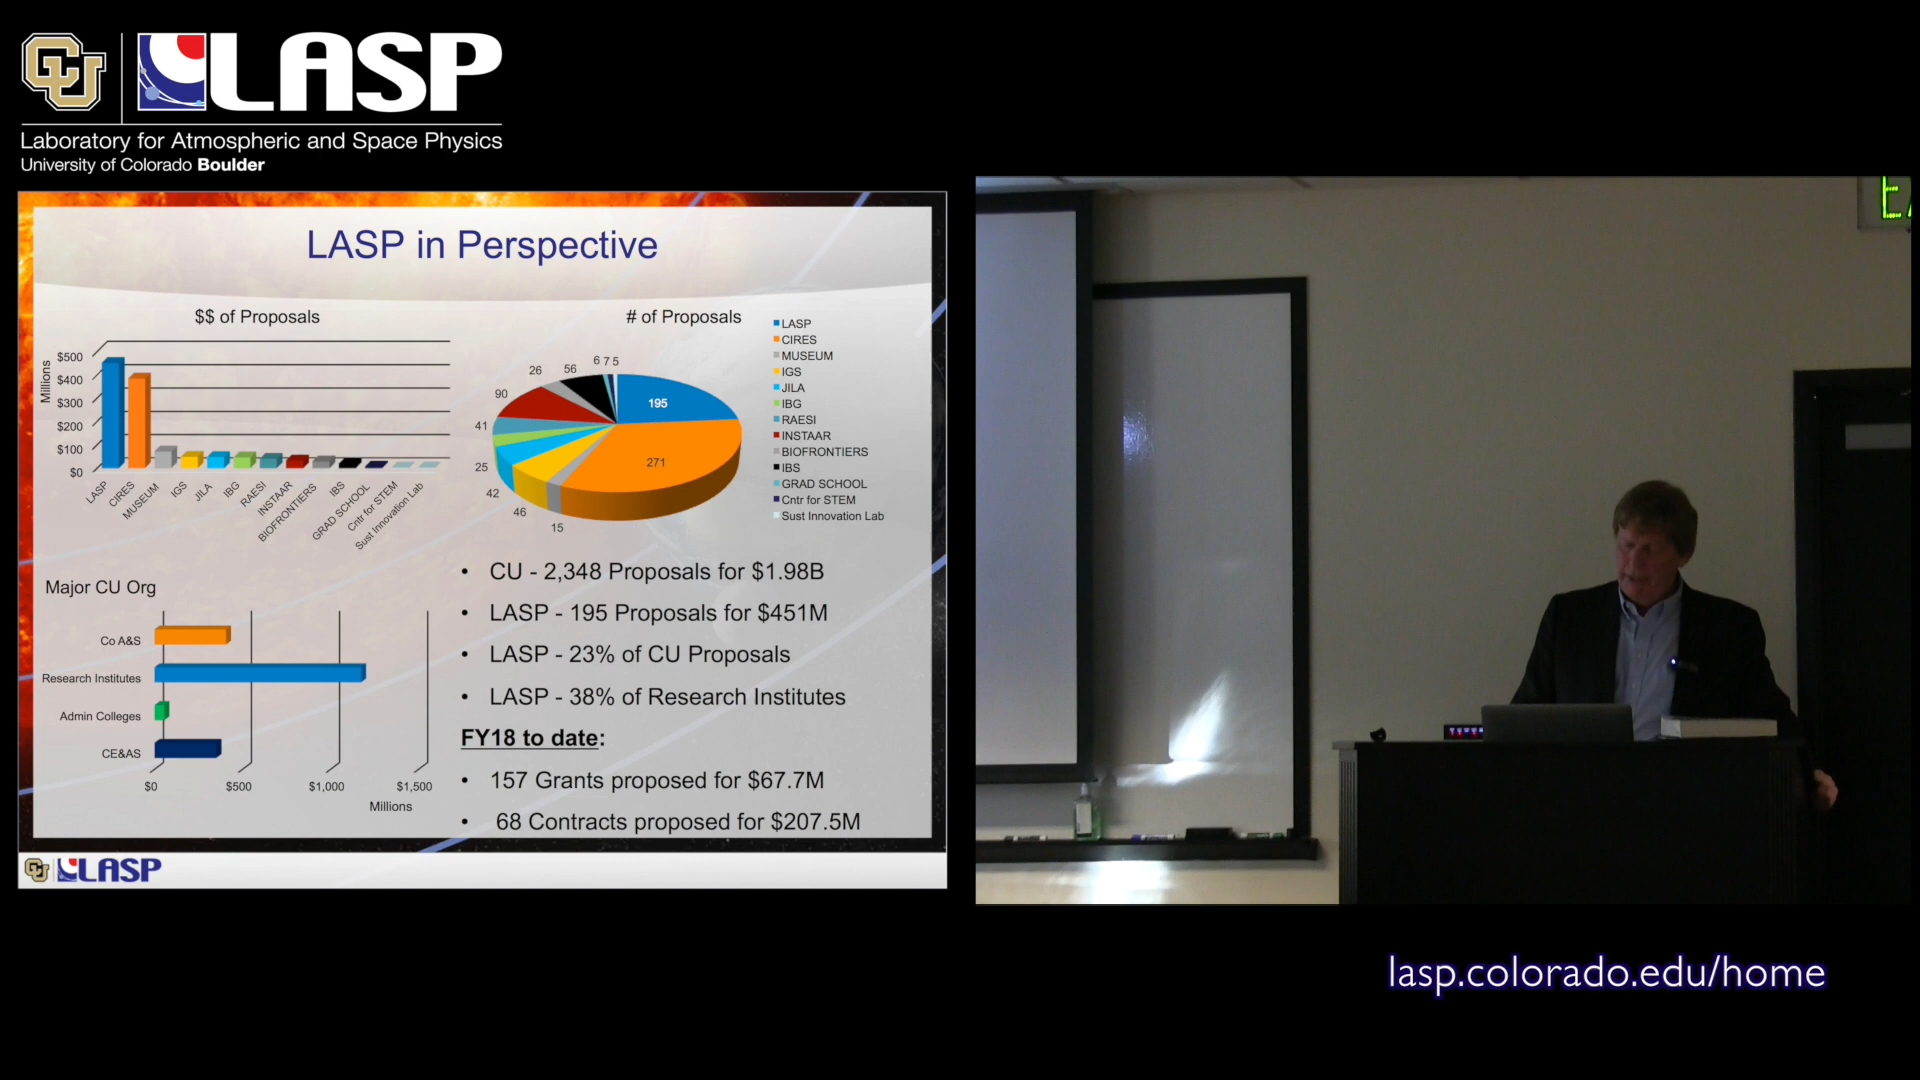 CU LASP
Laboratory for Atmospheric and Space Physics
University of Colorado Boulder
LASP in Perspective
$$ of Proposals
Millions
$500
$400
$300
$200
$100
$0
LASP
CIRES
MUSEUM
IGS
JILA
IBG
RAESI
INSTAAR
BIOFRONTIERS
IBS
GRAD SCHOOL
Cntr for STEM
Sust Innovation Lab
# of Proposals
6 7 5
56
26
90
41
25
42
46
15
195
271
LASP
CIRES
MUSEUM
IGS
JILA
IBG
RAESI
INSTAAR
BIOFRONTIERS
IBS
GRAD SCHOOL
Cntr for STEM
Sust Innovation Lab
Major CU Org
Co A&S
Research Institutes
Admin Colleges
CE&AS
$0 $500 $1,000 $1,500
Millions
• CU - 2,348 Proposals for $1.98B
• LASP - 195 Proposals for $451M
• LASP - 23% of CU Proposals
• LASP - 38% of Research Institutes
FY18 to date:
• 157 Grants proposed for $67.7M
• 68 Contracts proposed for $207.5M
CU LASP
lasp.colorado.edu/home